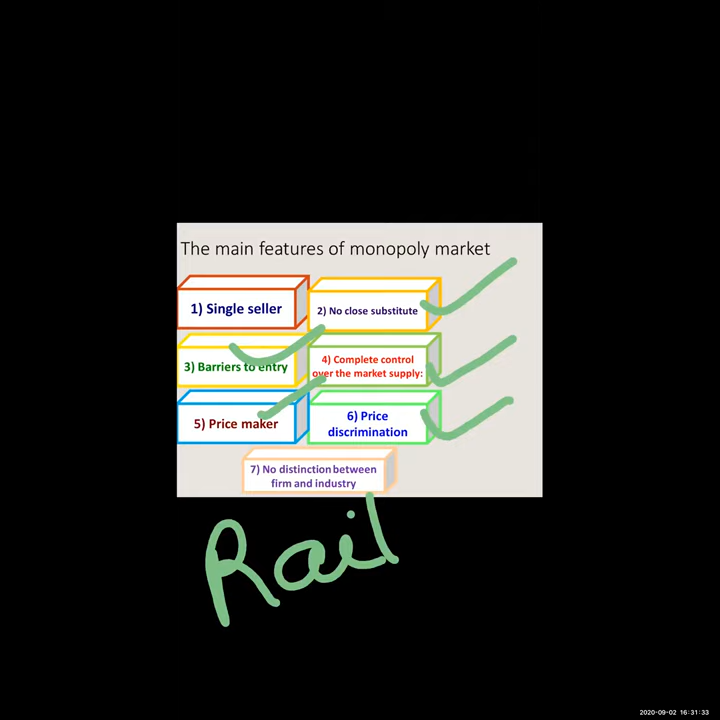 The main features of monopoly market
1) Single seller
2) No close substitute
3) Barriers to entry
4) Complete control
over the market supply:
5) Price maker
6) Price
discrimination
7) No distinction between
firm and industry
Rail
2020-09-02 16:31:33